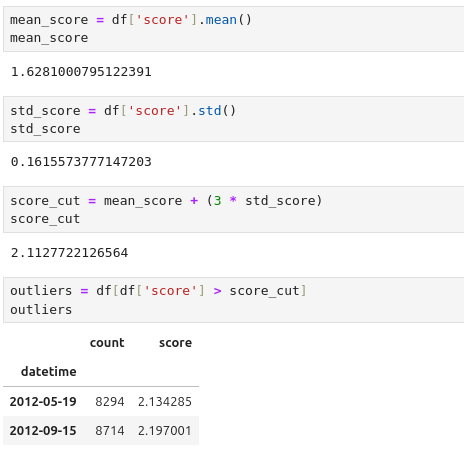 mean_score = df['score'].mean()
mean_score
1.6281000795122391
std_score = df['score'].std()
std_score
0.1615573777147203
score_cut = mean_score + (3 * std_score)
score_cut
2.1127722126564
outliers = df[df['score'] > score_cut]
outliers
count score
datetime
2012-05-19 8294 2.134285
2012-09-15 8714 2.197001